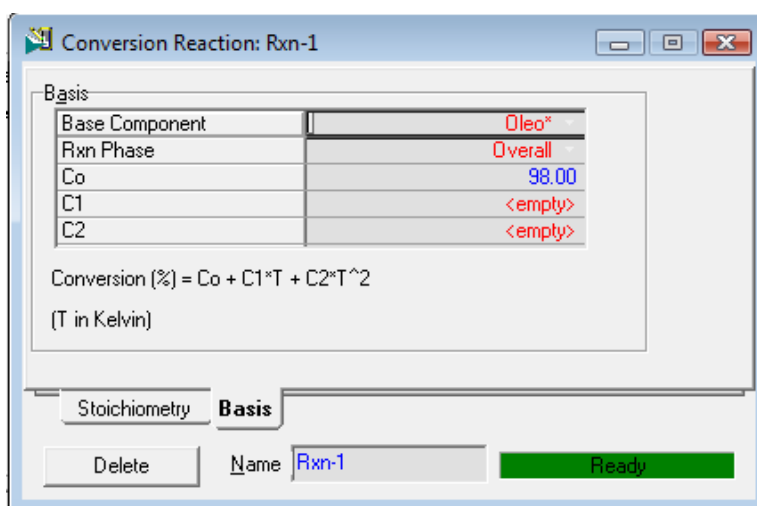 Conversion Reaction: Rxn-1
Basis
Base Component Oleo*
Rxn Phase Overall
Co 98.00
C1 <empty>
C2 <empty>
Conversion (%) = Co + C1*T + C2*T^2
(T in Kelvin)
Stoichiometry Basis
Delete Name Rxn-1 Ready